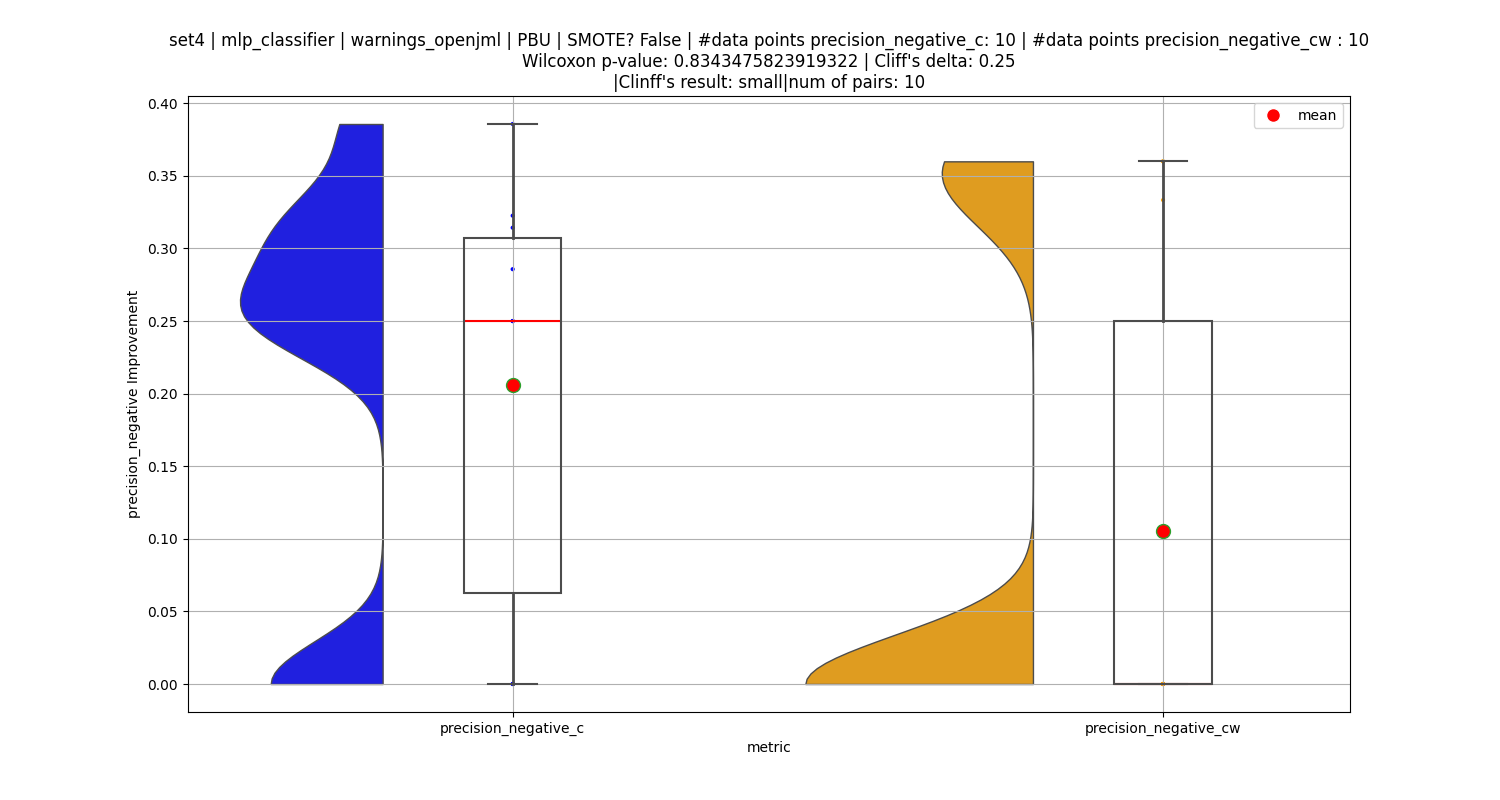 set4 | mlp_classifier | warnings_openjml | PBU | SMOTE? False | #data points precision_negative_c: 10 | #data points precision_negative_cw : 10
Wilcoxon p-value: 0.8343475823919322 | Cliff's delta: 0.25
|Clinff's result: small|num of pairs: 10
mean
0.40
0.35
0.30
0.25
0.20
0.15
0.10
0.05
0.00
precision_negative Improvement
precision_negative_c
precision_negative_cw
metric